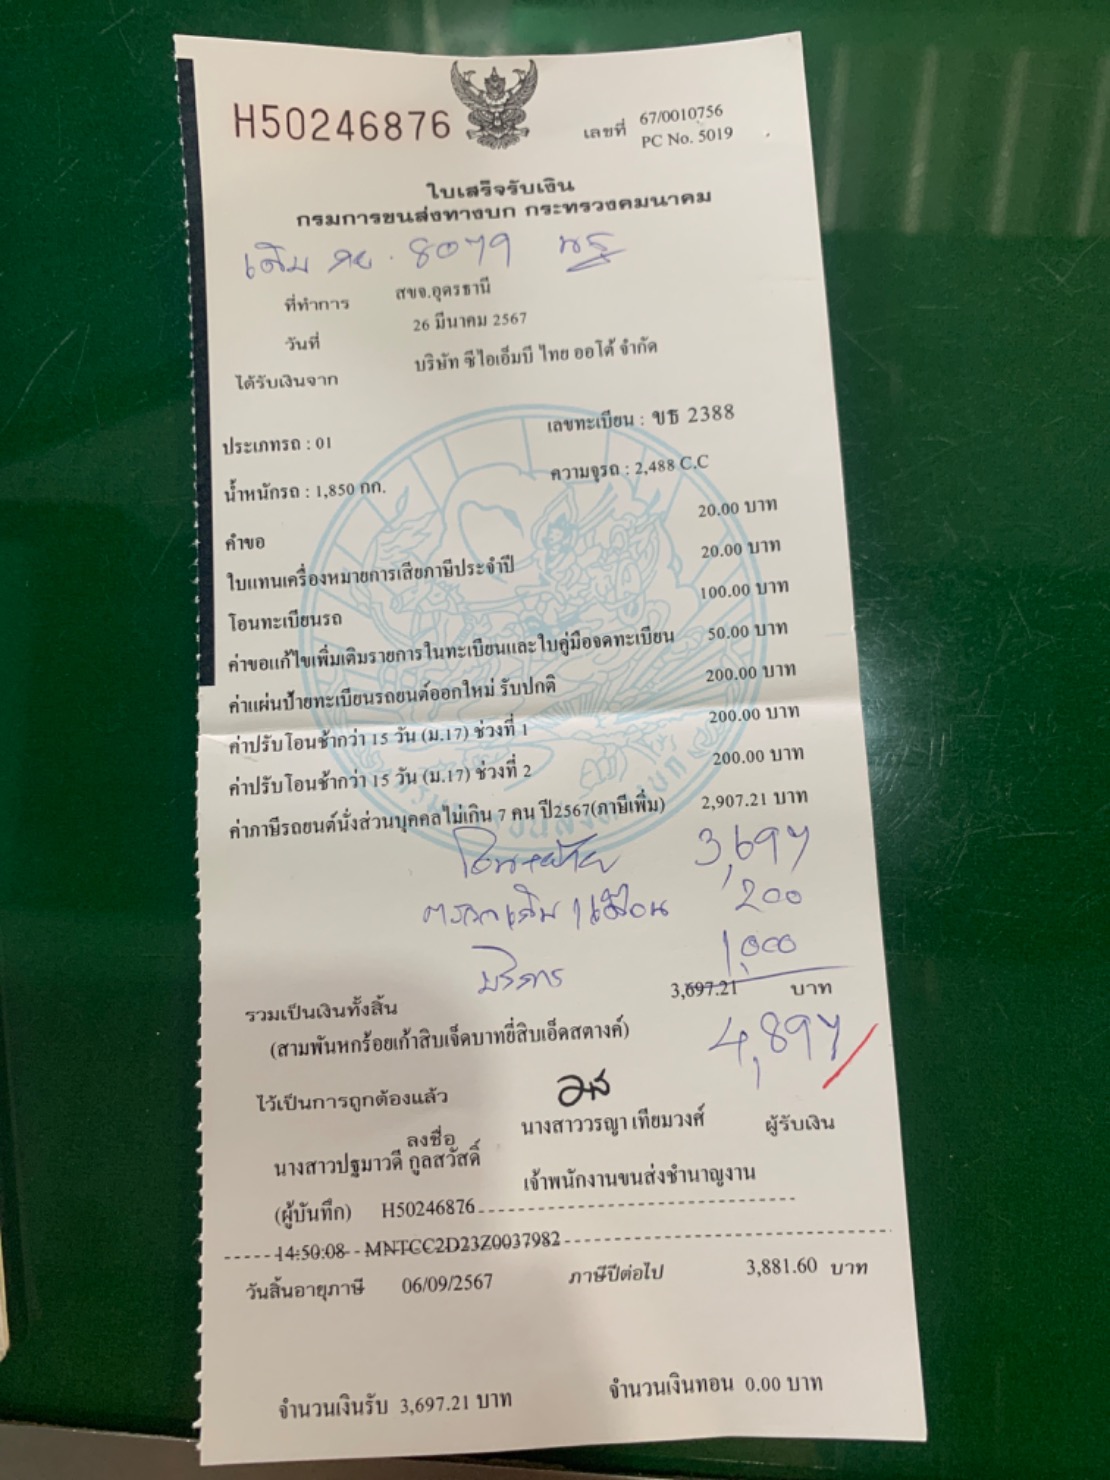 H50246876
เลขที่ 67/0010756
PC No. 5019
ใบเสร็จรับเงิน
กรมการขนส่งทางบก กระทรวงคมนาคม
เดิม กย. 8079 นฐ
ที่ทำการ สขจ.อุดรธานี
วันที่ 26 มีนาคม 2567
ได้รับเงินจาก บริษัท ซีไอเอ็มบี ไทย ออโต้ จำกัด
ประเภทรถ : 01 เลขทะเบียน : ขธ 2388
น้ำหนักรถ : 1,850 กก. ความจุรถ : 2,488 C.C
คำขอ 20.00 บาท
ใบแทนเครื่องหมายการเสียภาษีประจำปี 20.00 บาท
โอนทะเบียนรถ 100.00 บาท
ค่าขอแก้ไขเพิ่มเติมรายการในทะเบียนและใบคู่มือจดทะเบียน 50.00 บาท
ค่าแผ่นป้ายทะเบียนรถยนต์ออกใหม่ รับปกติ 200.00 บาท
ค่าปรับโอนช้ากว่า 15 วัน (ม.17) ช่วงที่ 1 200.00 บาท
ค่าปรับโอนช้ากว่า 15 วัน (ม.17) ช่วงที่ 2 200.00 บาท
ค่าภาษีรถยนต์นั่งส่วนบุคคลไม่เกิน 7 คน ปี2567(ภาษีเพิ่ม) 2,907.21 บาท
โอน+ย้าย 3,697
ตรวจเล่ม 1 เดือน 200
บริการ 1,000
รวมเป็นเงินทั้งสิ้น 3,697.21 บาท
(สามพันหกร้อยเก้าสิบเจ็ดบาทยี่สิบเอ็ดสตางค์) 4,897
ไว้เป็นการถูกต้องแล้ว
ลงชื่อ นางสาววรญา เทียมวงศ์ ผู้รับเงิน
นางสาวปฐมาวดี กูลสวัสดิ์ เจ้าพนักงานขนส่งชำนาญงาน
(ผู้บันทึก) H50246876
14:50:08 MNTCC2D23Z0037982
วันสิ้นอายุภาษี 06/09/2567 ภาษีปีต่อไป 3,881.60 บาท
จำนวนเงินรับ 3,697.21 บาท จำนวนเงินทอน 0.00 บาท